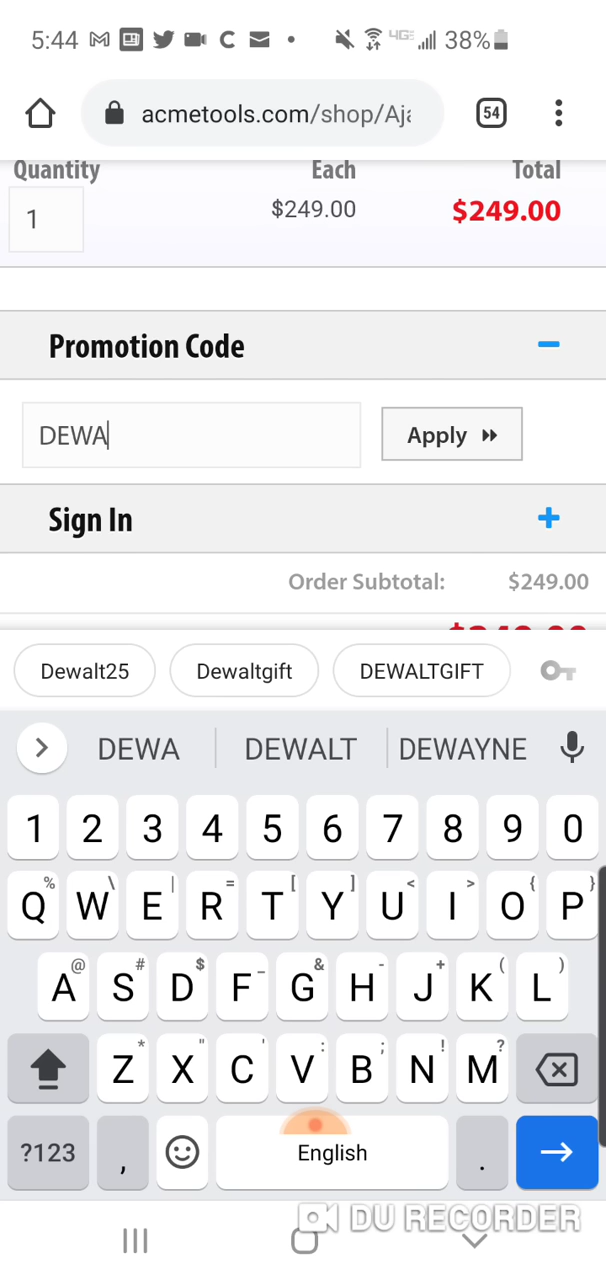 5:44 C 4GE 38%
acmetools.com/shop/Aja
54
Quantity Each Total
1 $249.00 $249.00
Promotion Code
DEWA Apply
Sign In
Order Subtotal: $249.00
Dewalt25 Dewaltgift DEWALTGIFT
DEWA DEWALT DEWAYNE
1 2 3 4 5 6 7 8 9 0
% \ | = [ ] < > { }
Q W E R T Y U I O P
@ # $ _ & - + ( )
A S D F G H J K L
* " ' : ; ! ?
Z X C V B N M
?123 , English .
DU RECORDER